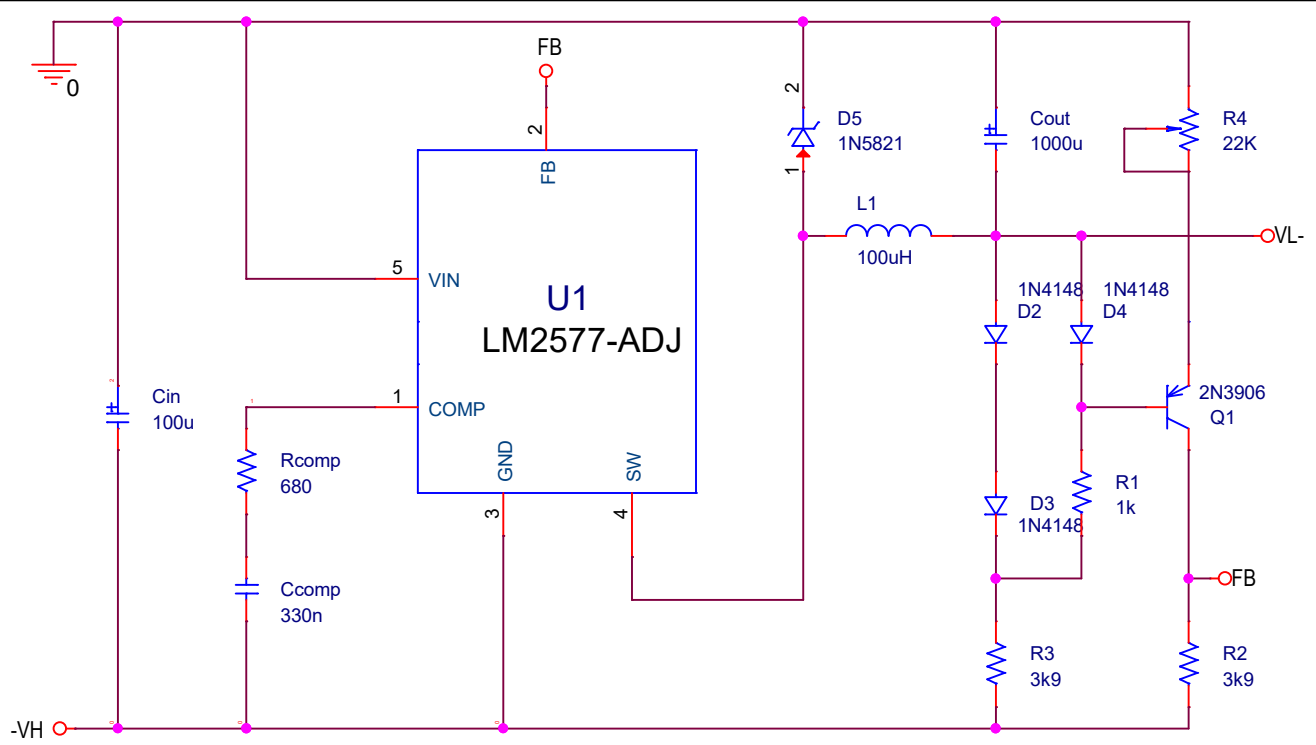 0
FB
2
FB
U1
LM2577-ADJ
5
VIN
1
COMP
GND
3
SW
4
Cin
100u
Rcomp
680
Ccomp
330n
-VH
2
1
D5
1N5821
L1
100uH
Cout
1000u
R4
22K
VL-
1N4148
D2
1N4148
D4
D3
1N4148
R1
1k
2N3906
Q1
FB
R3
3k9
R2
3k9